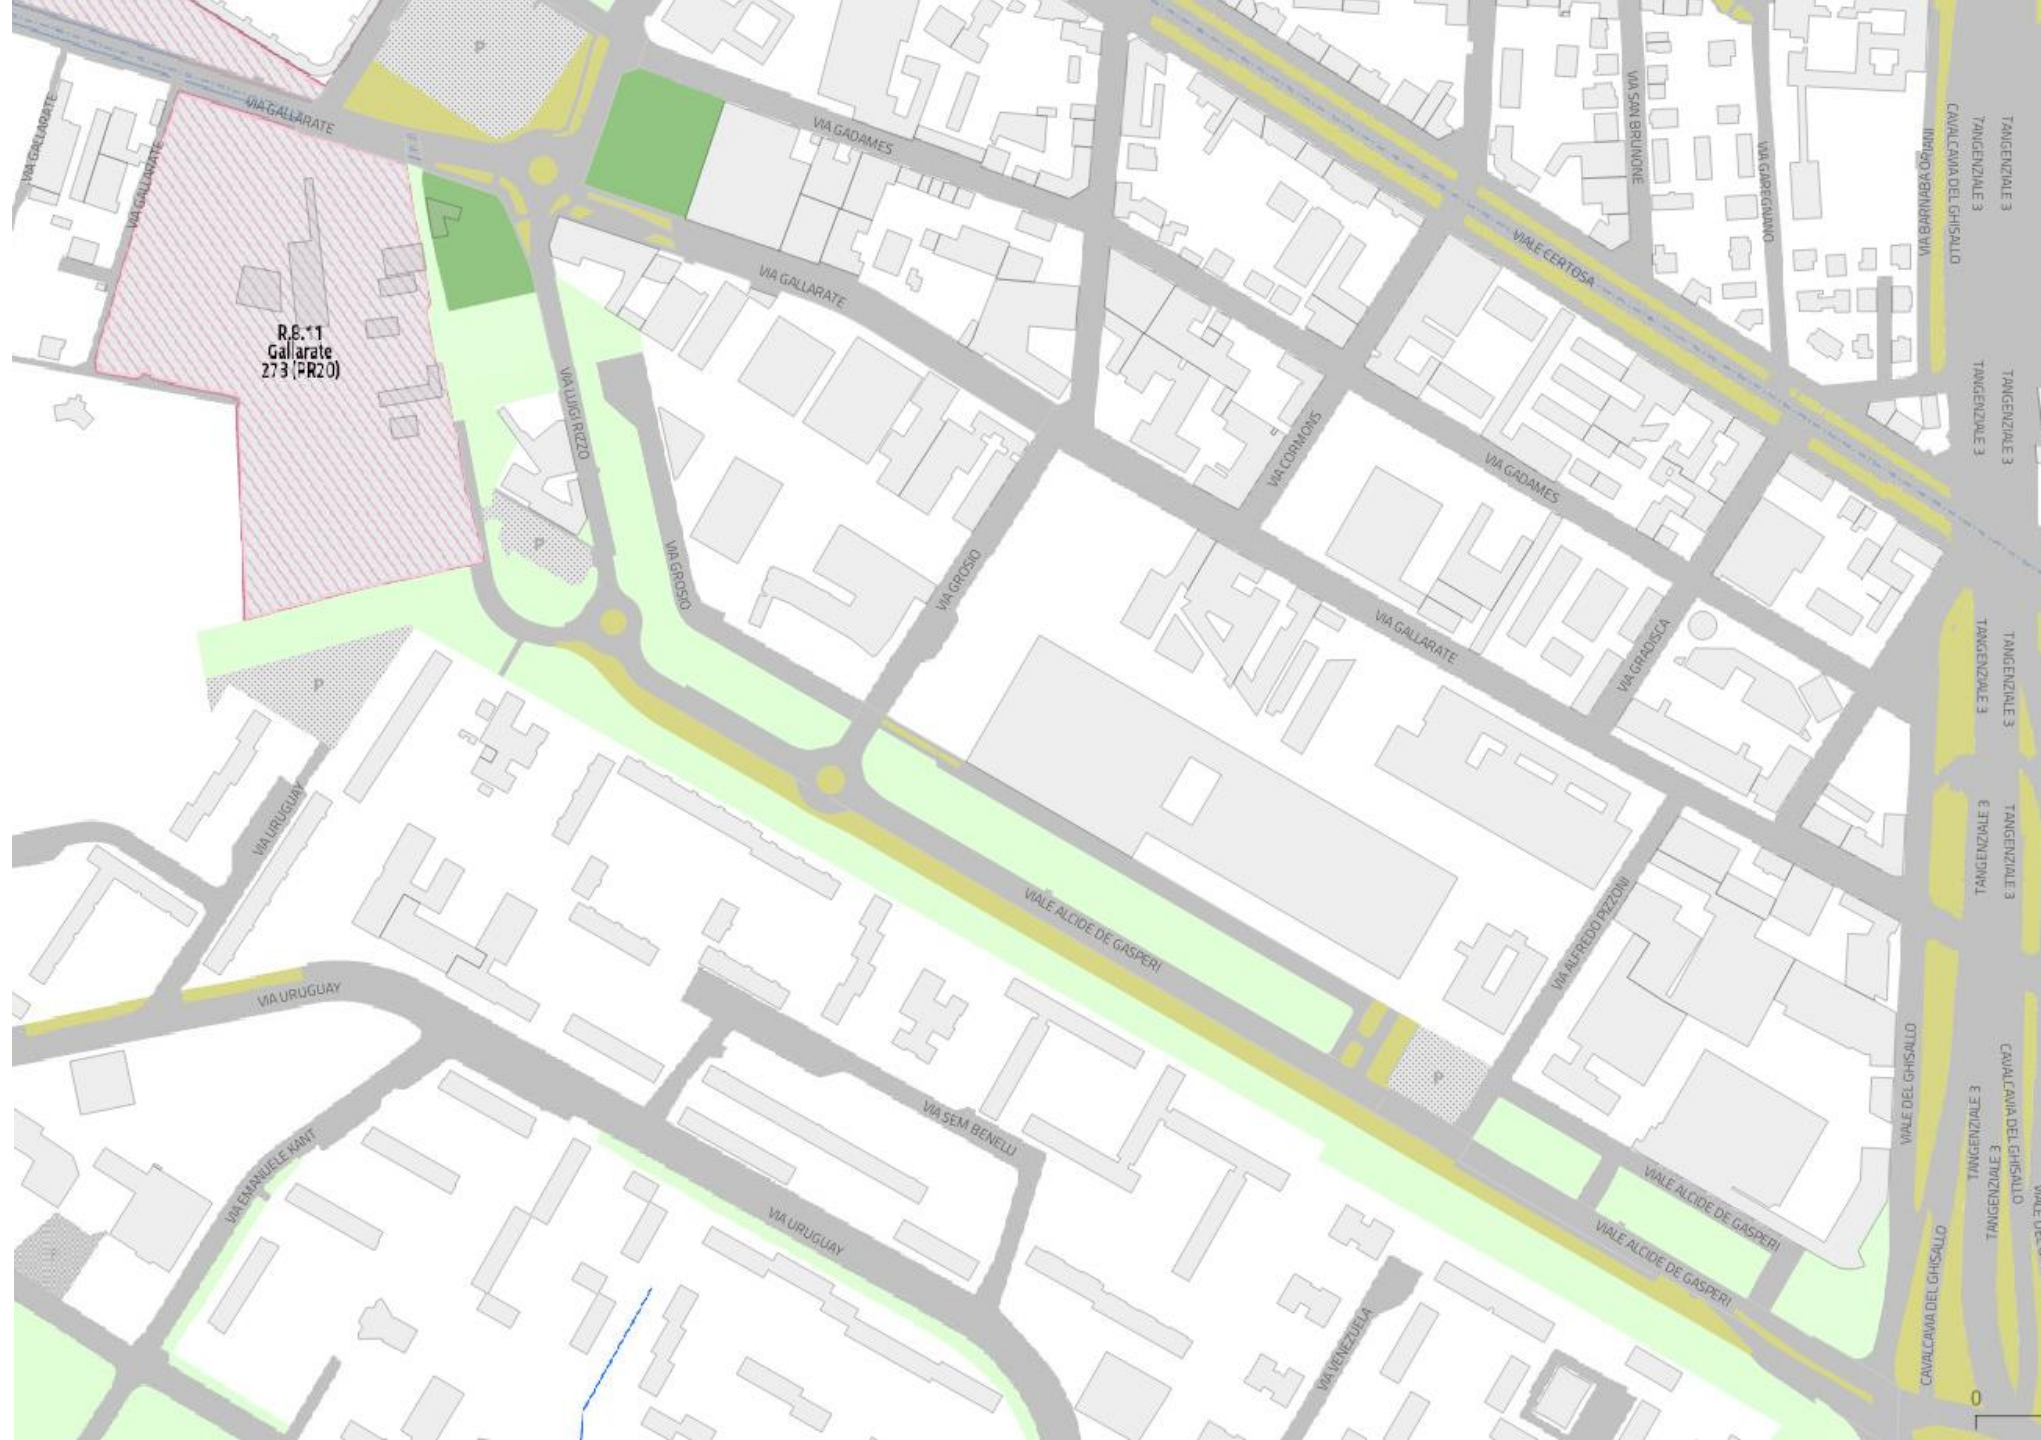 P
VIA GALLARATE
VIA GALLARATE
VIA GALLARATE
VIA GADAMES
VIA SAN BRUNONE
VIA GAREGNANO
VIA BARNABA ORIANI
CAVALCAVIA DEL GHISALLO
TANGENZIALE 3
TANGENZIALE 3
VIALE CERTOSA
VIA GALLARATE
R.8.11
Gallarate
273 (PR20)
VIA LUIGI RIZZO
TANGENZIALE 3
TANGENZIALE 3
VIA CORMONS
VIA GADAMES
P
VIA GROSIO
VIA GROSIO
VIA GALLARATE
VIA GRADISCA
TANGENZIALE 3
TANGENZIALE 3
P
VIA URUGUAY
TANGENZIALE 3
TANGENZIALE 3
VIALE ALCIDE DE GASPERI
VIA ALFREDO PIZZONI
VIA URUGUAY
VIALE DEL GHISALLO
P
CAVALCAVIA DEL GHISALLO
TANGENZIALE 3
TANGENZIALE 3
VIA SEM BENELLI
VIA EMANUELE KANT
VIA URUGUAY
VIALE ALCIDE DE GASPERI
VIALE ALCIDE DE GASPERI
CAVALCAVIA DEL GHISALLO
VIA VENEZUELA
0